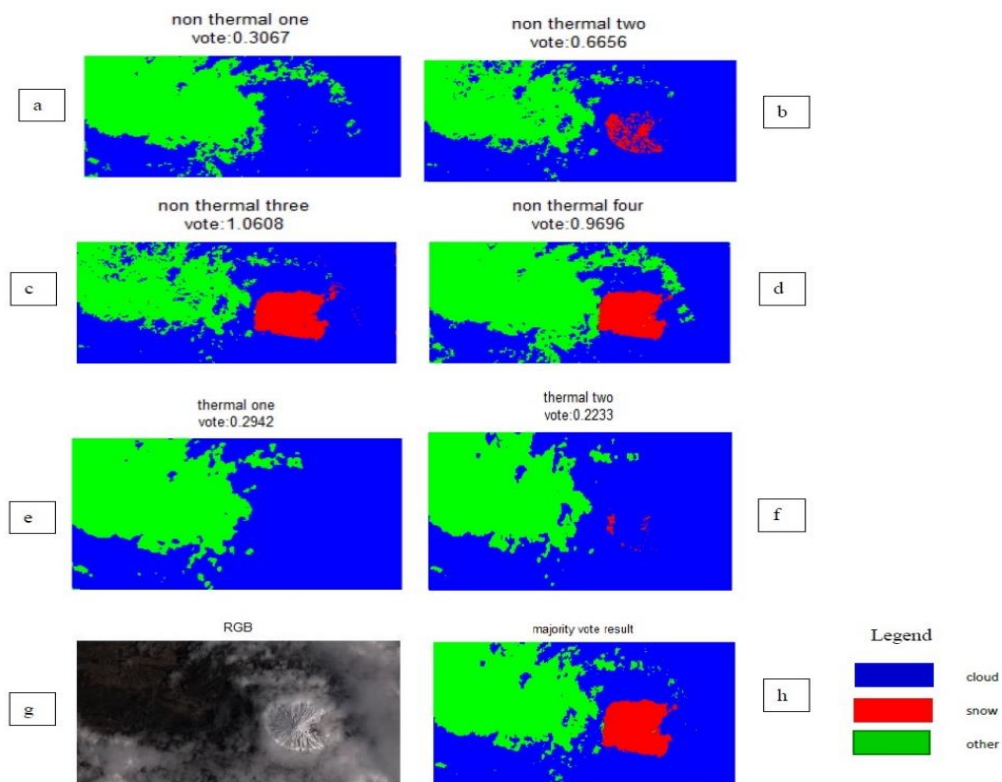 non thermal one
vote:0.3067
non thermal two
vote:0.6656
a
b
non thermal three
vote:1.0608
non thermal four
vote:0.9696
c
d
thermal one
vote:0.2942
thermal two
vote:0.2233
e
f
RGB
majority vote result
g
h
Legend
cloud
snow
other